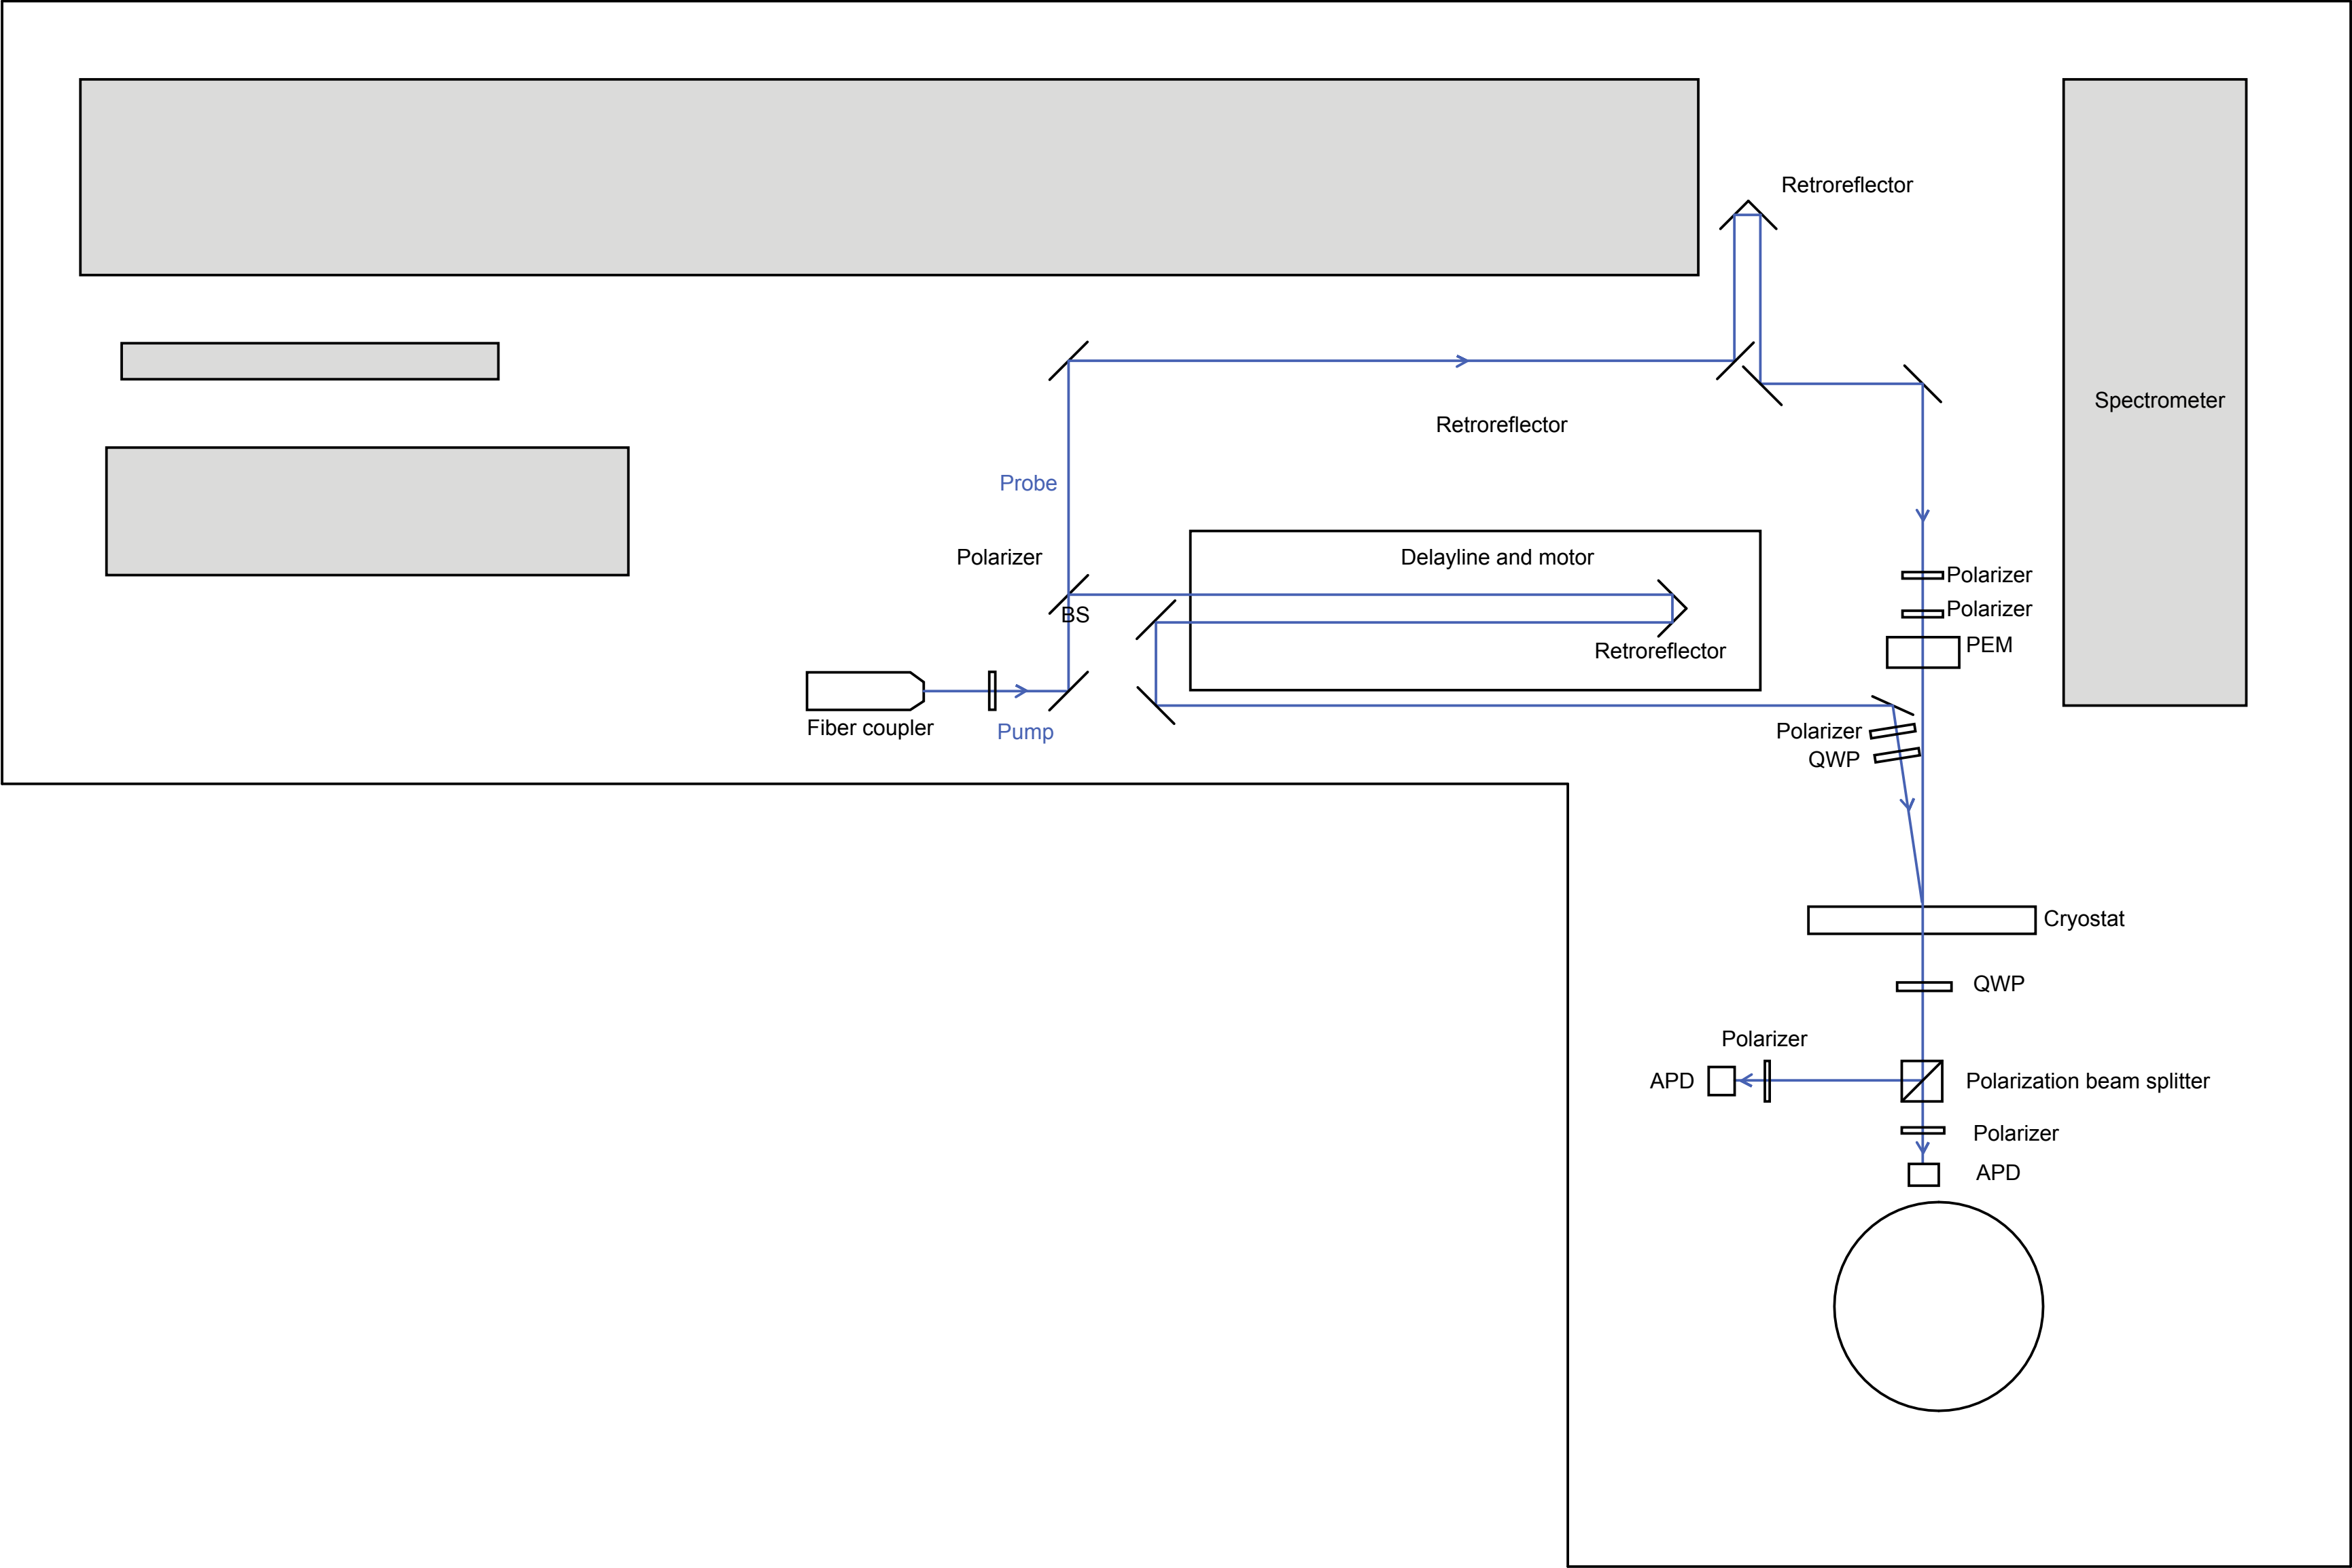 Retroreflector
Spectrometer
Retroreflector
Probe
Polarizer
Delayline and motor
Polarizer
BS
Polarizer
Retroreflector
PEM
Fiber coupler
Pump
Polarizer
QWP
Cryostat
QWP
Polarizer
APD
Polarization beam splitter
Polarizer
APD